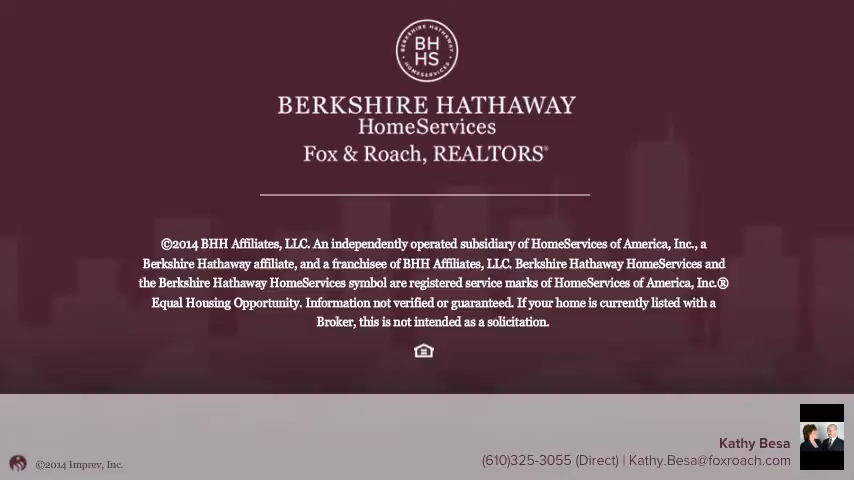 BERKSHIRE HATHAWAY
BH
HS
HOMESERVICES
BERKSHIRE HATHAWAY
HomeServices
Fox & Roach, REALTORS®
©2014 BHH Affiliates, LLC. An independently operated subsidiary of HomeServices of America, Inc., a
Berkshire Hathaway affiliate, and a franchisee of BHH Affiliates, LLC. Berkshire Hathaway HomeServices and
the Berkshire Hathaway HomeServices symbol are registered service marks of HomeServices of America, Inc.®
Equal Housing Opportunity. Information not verified or guaranteed. If your home is currently listed with a
Broker, this is not intended as a solicitation.
Kathy Besa
(610)325-3055 (Direct) | Kathy.Besa@foxroach.com
©2014 Imprev, Inc.